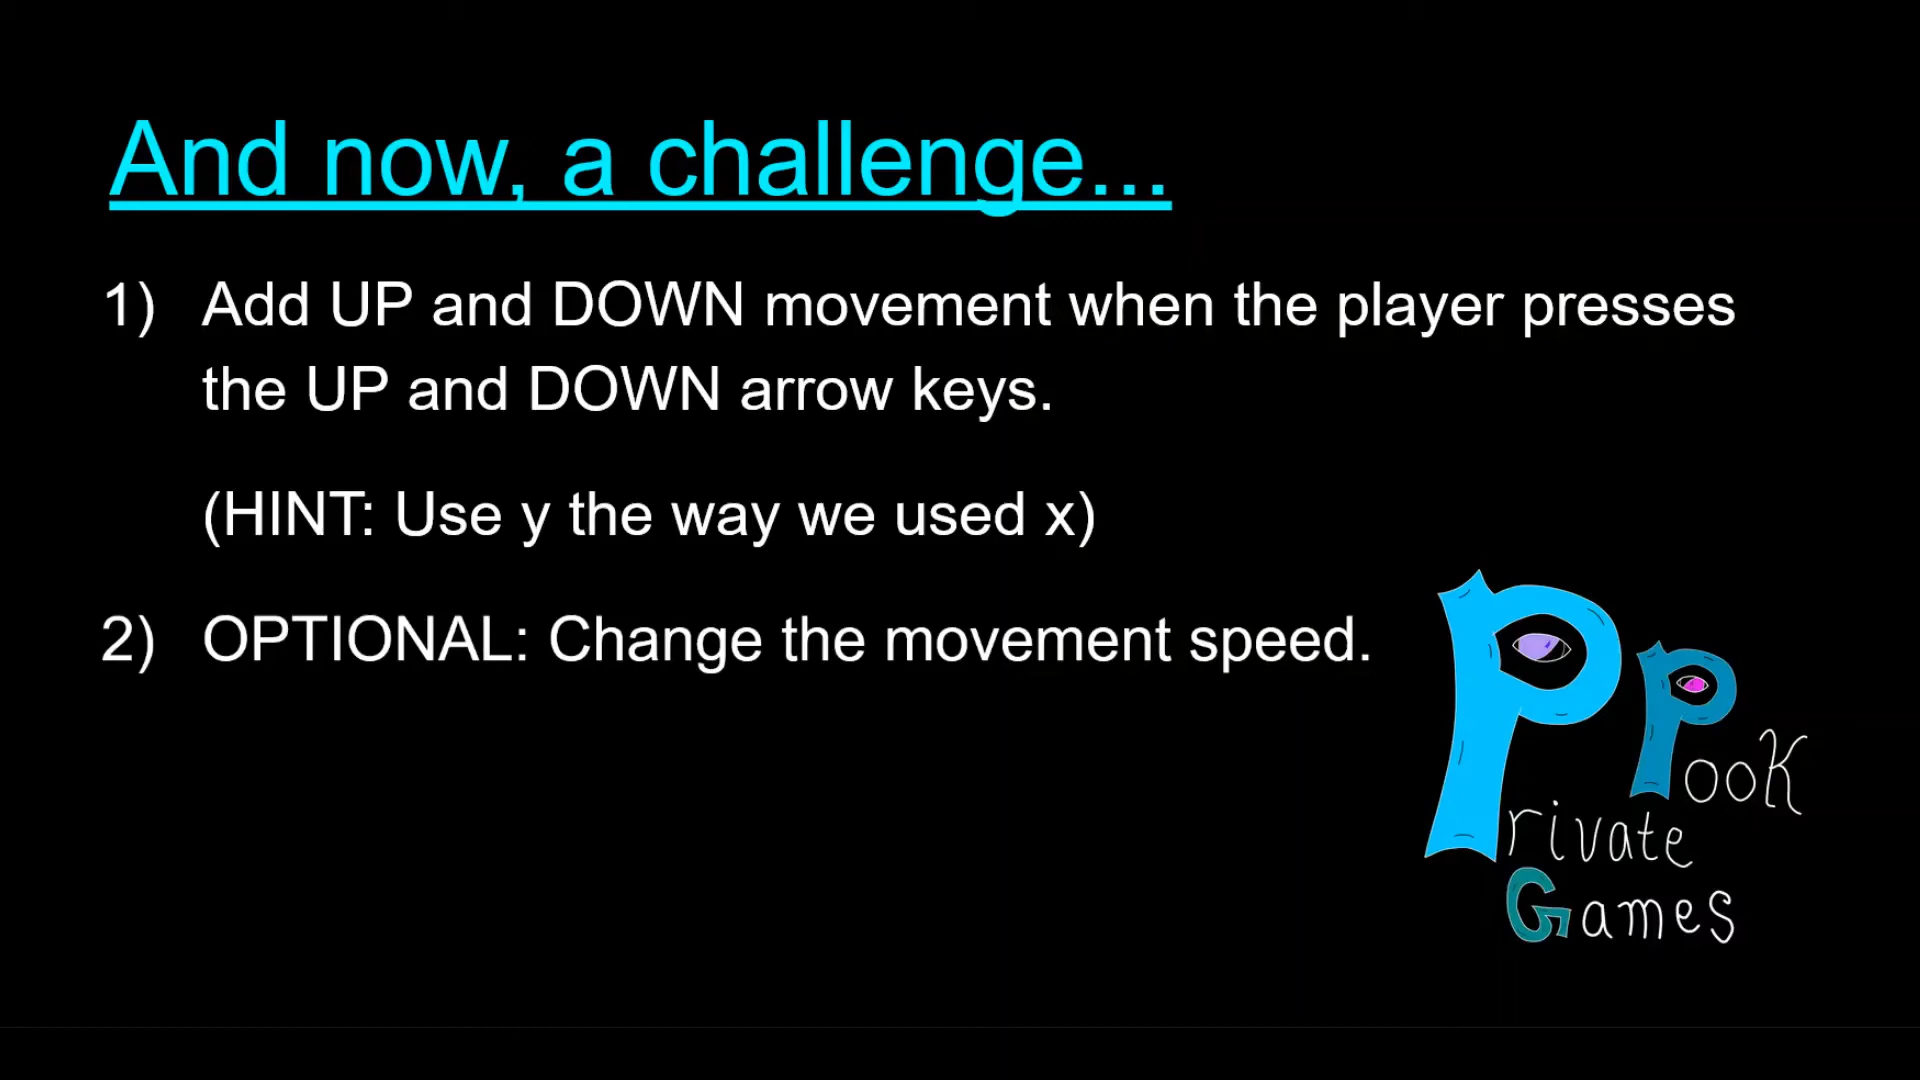 And now, a challenge...
1) Add UP and DOWN movement when the player presses
the UP and DOWN arrow keys.
(HINT: Use y the way we used x)
2) OPTIONAL: Change the movement speed.
Pook
Private
Games